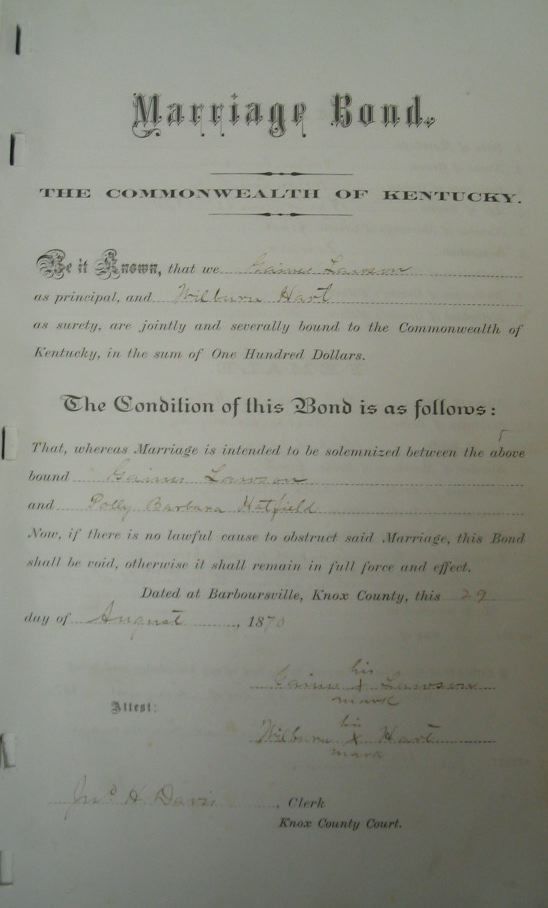 Marriage Bond.
THE COMMONWEALTH OF KENTUCKY.
Be it Known, that we Gaines Lawson
as principal, and Wilburn Hart
as surety, are jointly and severally bound to the Commonwealth of
Kentucky, in the sum of One Hundred Dollars.
The Condition of this Bond is as follows:
That, whereas Marriage is intended to be solemnized between the above
bound Gaines Lawson
and Polly Barbara Hatfield
Now, if there is no lawful cause to obstruct said Marriage, this Bond
shall be void, otherwise it shall remain in full force and effect.
Dated at Barboursville, Knox County, this 29
day of August, 1870
his
Gaines X Lawson
mark
Attest:
his
Wilburn X Hart
mark
Jno H Davis, Clerk
Knox County Court.